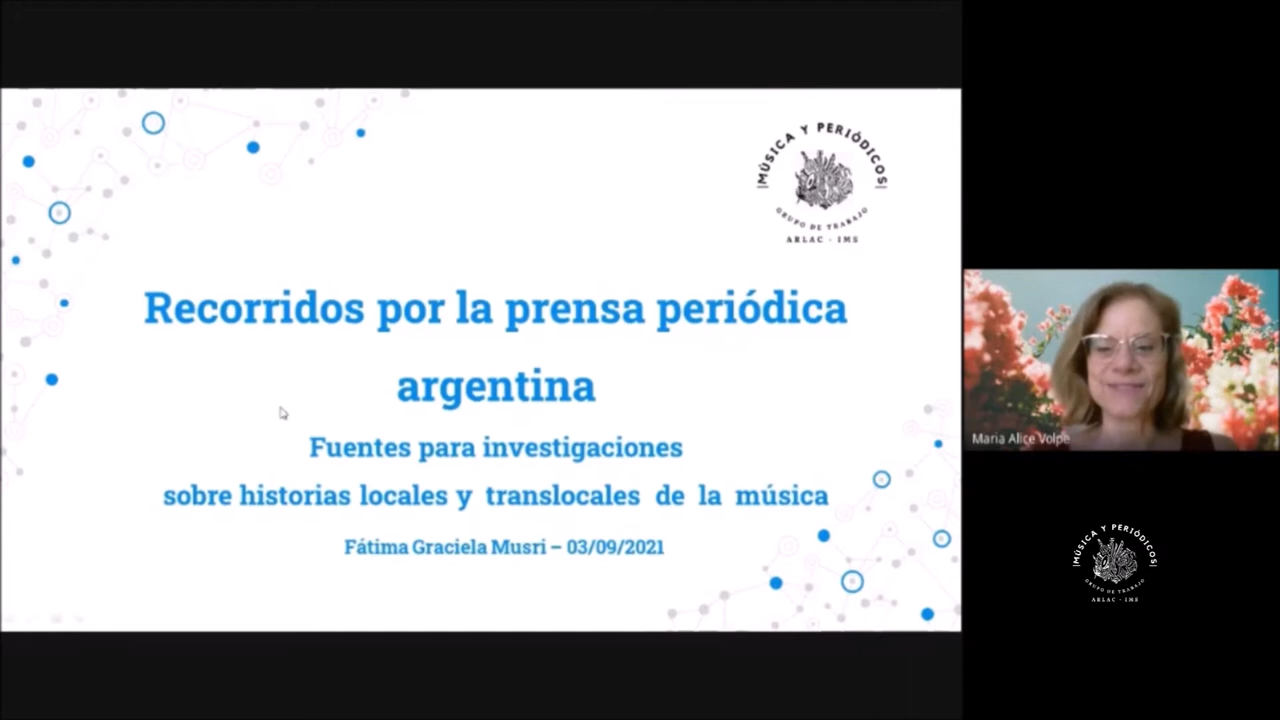 MÚSICA Y PERIÓDICOS
GRUPO DE TRABAJO
ARLAC - IMS
Recorridos por la prensa periódica
argentina
Fuentes para investigaciones
sobre historias locales y translocales de la música
Fátima Graciela Musri – 03/09/2021
Maria Alice Volpe
MÚSICA Y PERIÓDICOS
GRUPO DE TRABAJO
ARLAC - IMS